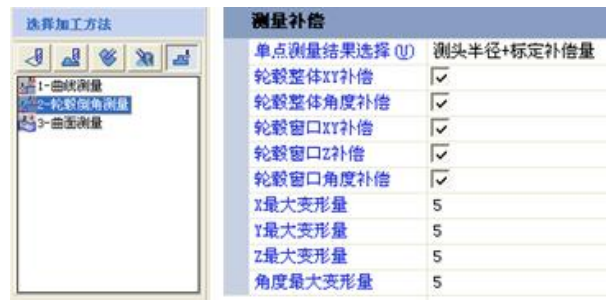 选择加工方法
1-曲线测量
2-轮毂倒角测量
3-曲面测量
测量补偿
单点测量结果选择(U) 测头半径+标定补偿量
轮毂整体XY补偿
轮毂整体角度补偿
轮毂窗口XY补偿
轮毂窗口Z补偿
轮毂窗口角度补偿
X最大变形量 5
Y最大变形量 5
Z最大变形量 5
角度最大变形量 5